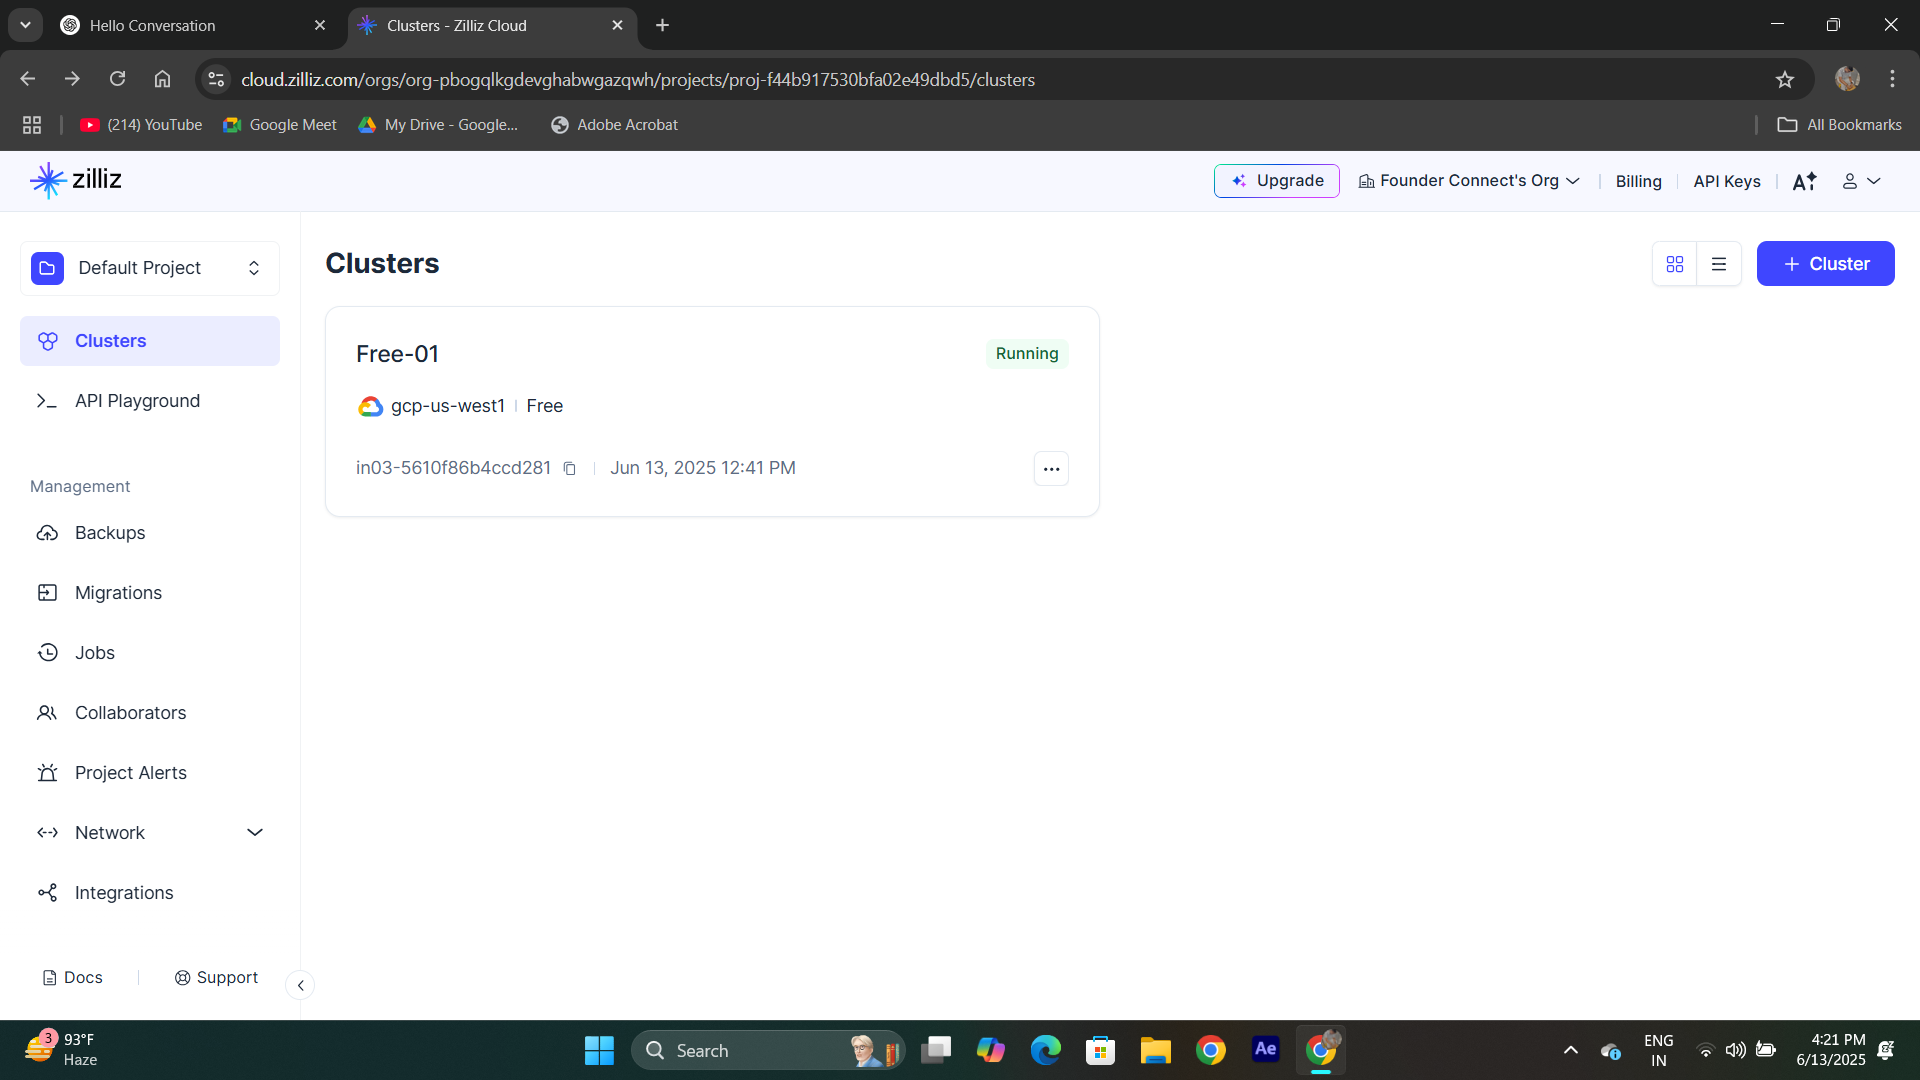 Hello Conversation
Clusters - Zilliz Cloud
cloud.zilliz.com/orgs/org-pbogqlkgdevghabwgazqwh/projects/proj-f44b917530bfa02e49dbd5/clusters
(214) YouTube
Google Meet
My Drive - Google...
Adobe Acrobat
All Bookmarks
zilliz
Upgrade
Founder Connect's Org
Billing
API Keys
Default Project
Clusters
API Playground
Management
Backups
Migrations
Jobs
Collaborators
Project Alerts
Network
Integrations
Docs
Support
Clusters
+ Cluster
Free-01
Running
gcp-us-west1 | Free
in03-5610f86b4ccd281
Jun 13, 2025 12:41 PM
3
93°F
Haze
Search
Ae
ENG
IN
4:21 PM
6/13/2025